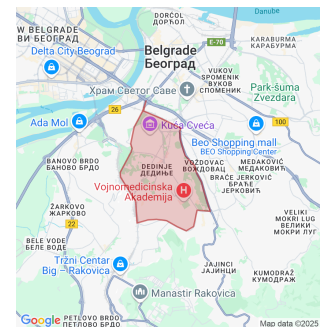 DORĆOL
ДОРЋОЛ
Danube
W BELGRADE
ВИ БЕОГРАД
E-70
KARABURMA
КАРАБУРМА
Delta City Beograd
Belgrade
Београд
VUKOV
SPOMENIK
ВУКОВ
СПОМЕНИК
Park-šuma
Zvezdara
Храм Светог Саве
26
Ada Mol
Kuća Cveća
100
Beo Shopping mall
BEO Shopping Center
BANOVO BRDO
БАНОВО БРДО
DEDINJE
ДЕДИЊЕ
VOŽDOVAC
ВОЖДОВАЦ
MEDAKOVIĆ
МЕДАКОВИЋ
BRAĆE JERKOVIĆ
БРАЋЕ
ЈЕРКОВИЋ
Vojnomedicinska
Akademija
H
ŽARKOVO
ЖАРКОВО
22
VELIKI
MOKRI LUG
ВЕЛИКИ
МОКРИ ЛУГ
BELE VODE
БЕЛЕ ВОДЕ
Tržni Centar
Big – Rakovica
JAJINCI
ЈАЈИНЦИ
KUMODRAŽ
КУМОДРАЖ
Manastir Rakovica
PETLOVO BRDO
ПЕТЛОВО БРДО
Google
Map data ©2025